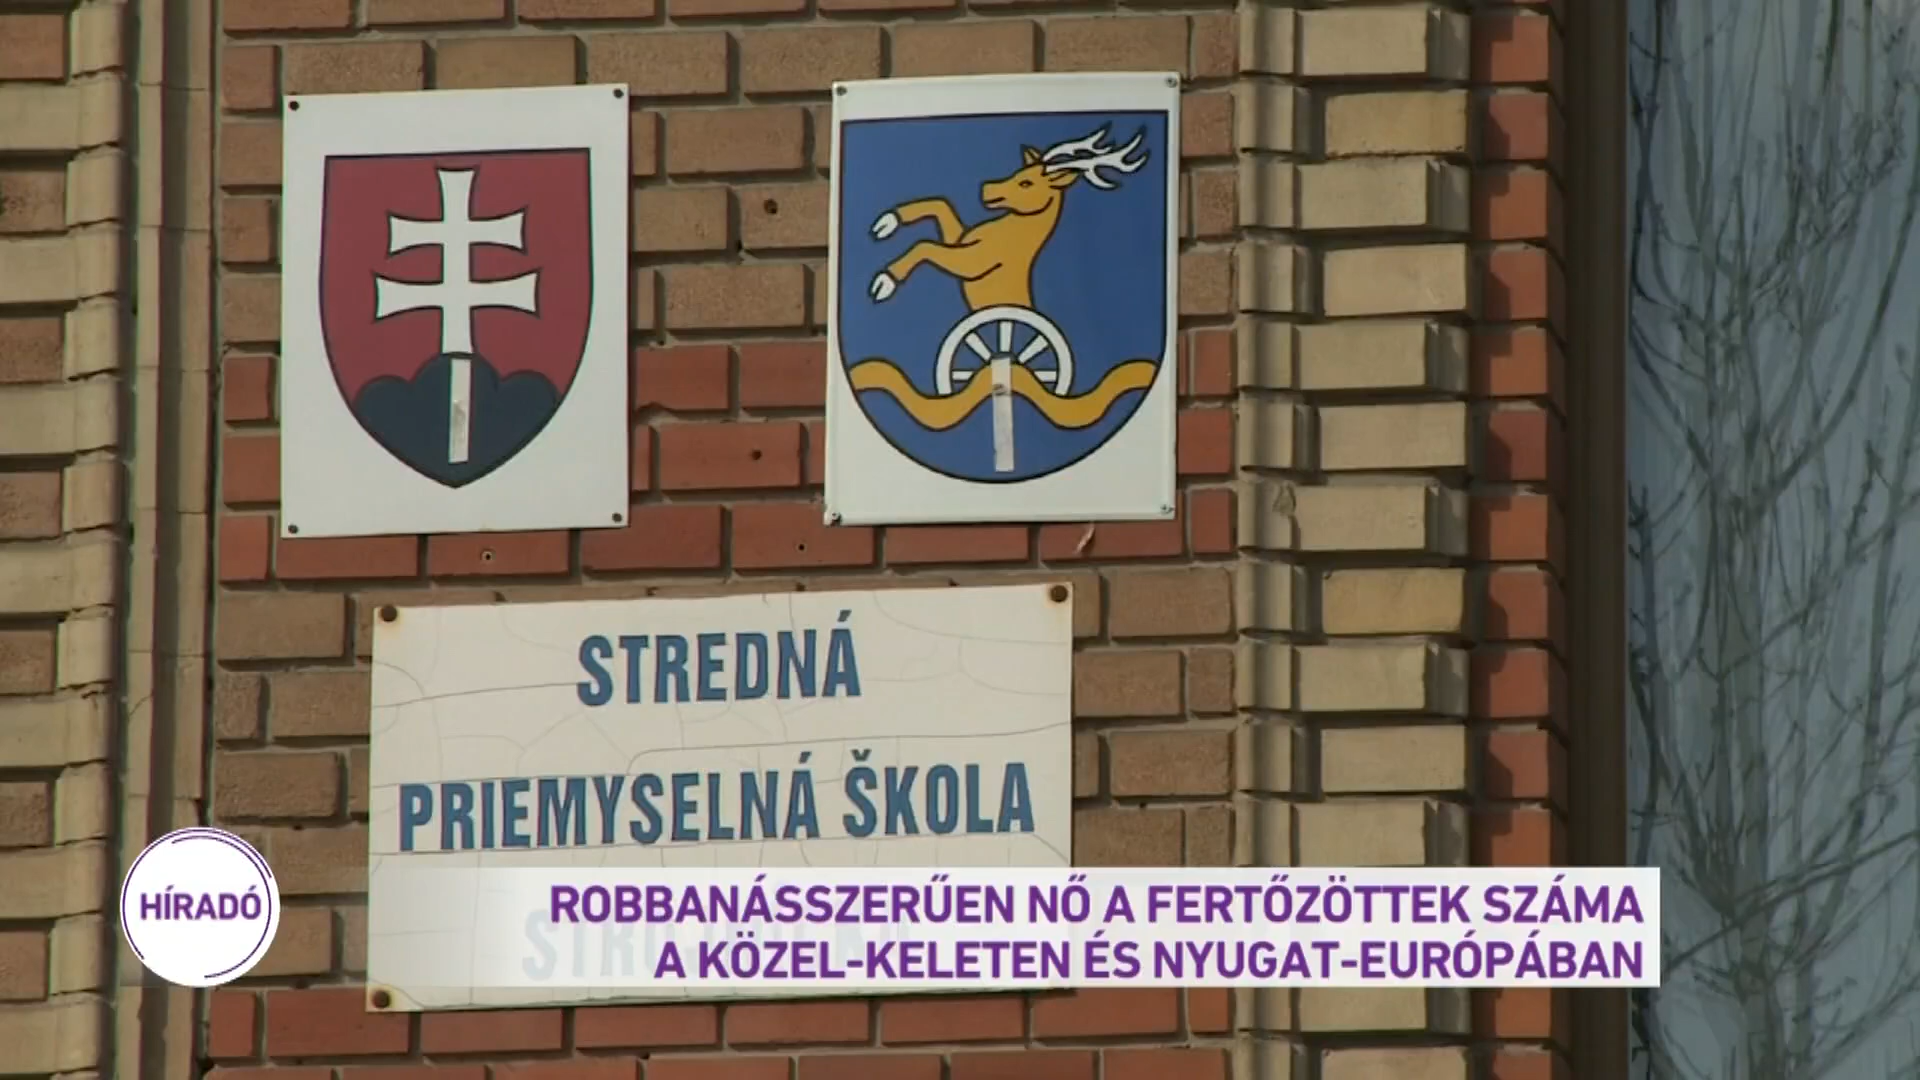 STREDNÁ
PRIEMYSELNÁ ŠKOLA
HÍRADÓ
ROBBANÁSSZERŰEN NŐ A FERTŐZÖTTEK SZÁMA
A KÖZEL-KELETEN ÉS NYUGAT-EURÓPÁBAN